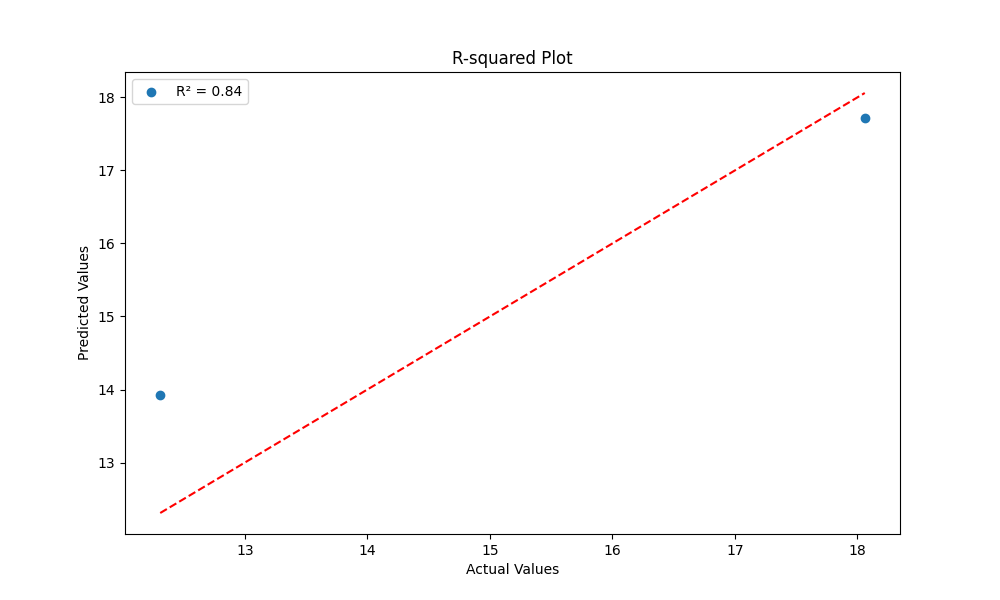 R-squared Plot
R² = 0.84
18
17
16
15
14
13
Predicted Values
13 14 15 16 17 18
Actual Values